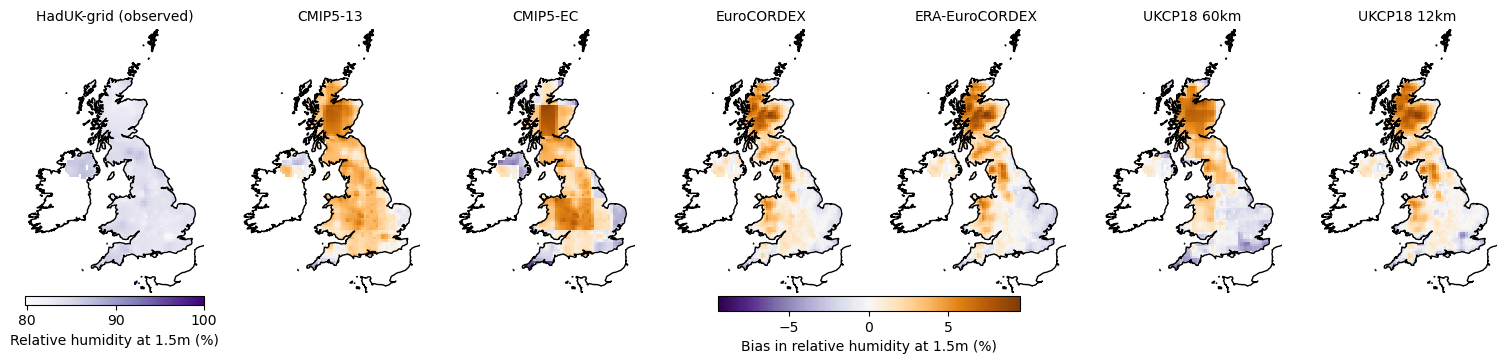 HadUK-grid (observed) CMIP5-13 CMIP5-EC EuroCORDEX ERA-EuroCORDEX UKCP18 60km UKCP18 12km
80 90 100
Relative humidity at 1.5m (%)
−5 0 5
Bias in relative humidity at 1.5m (%)